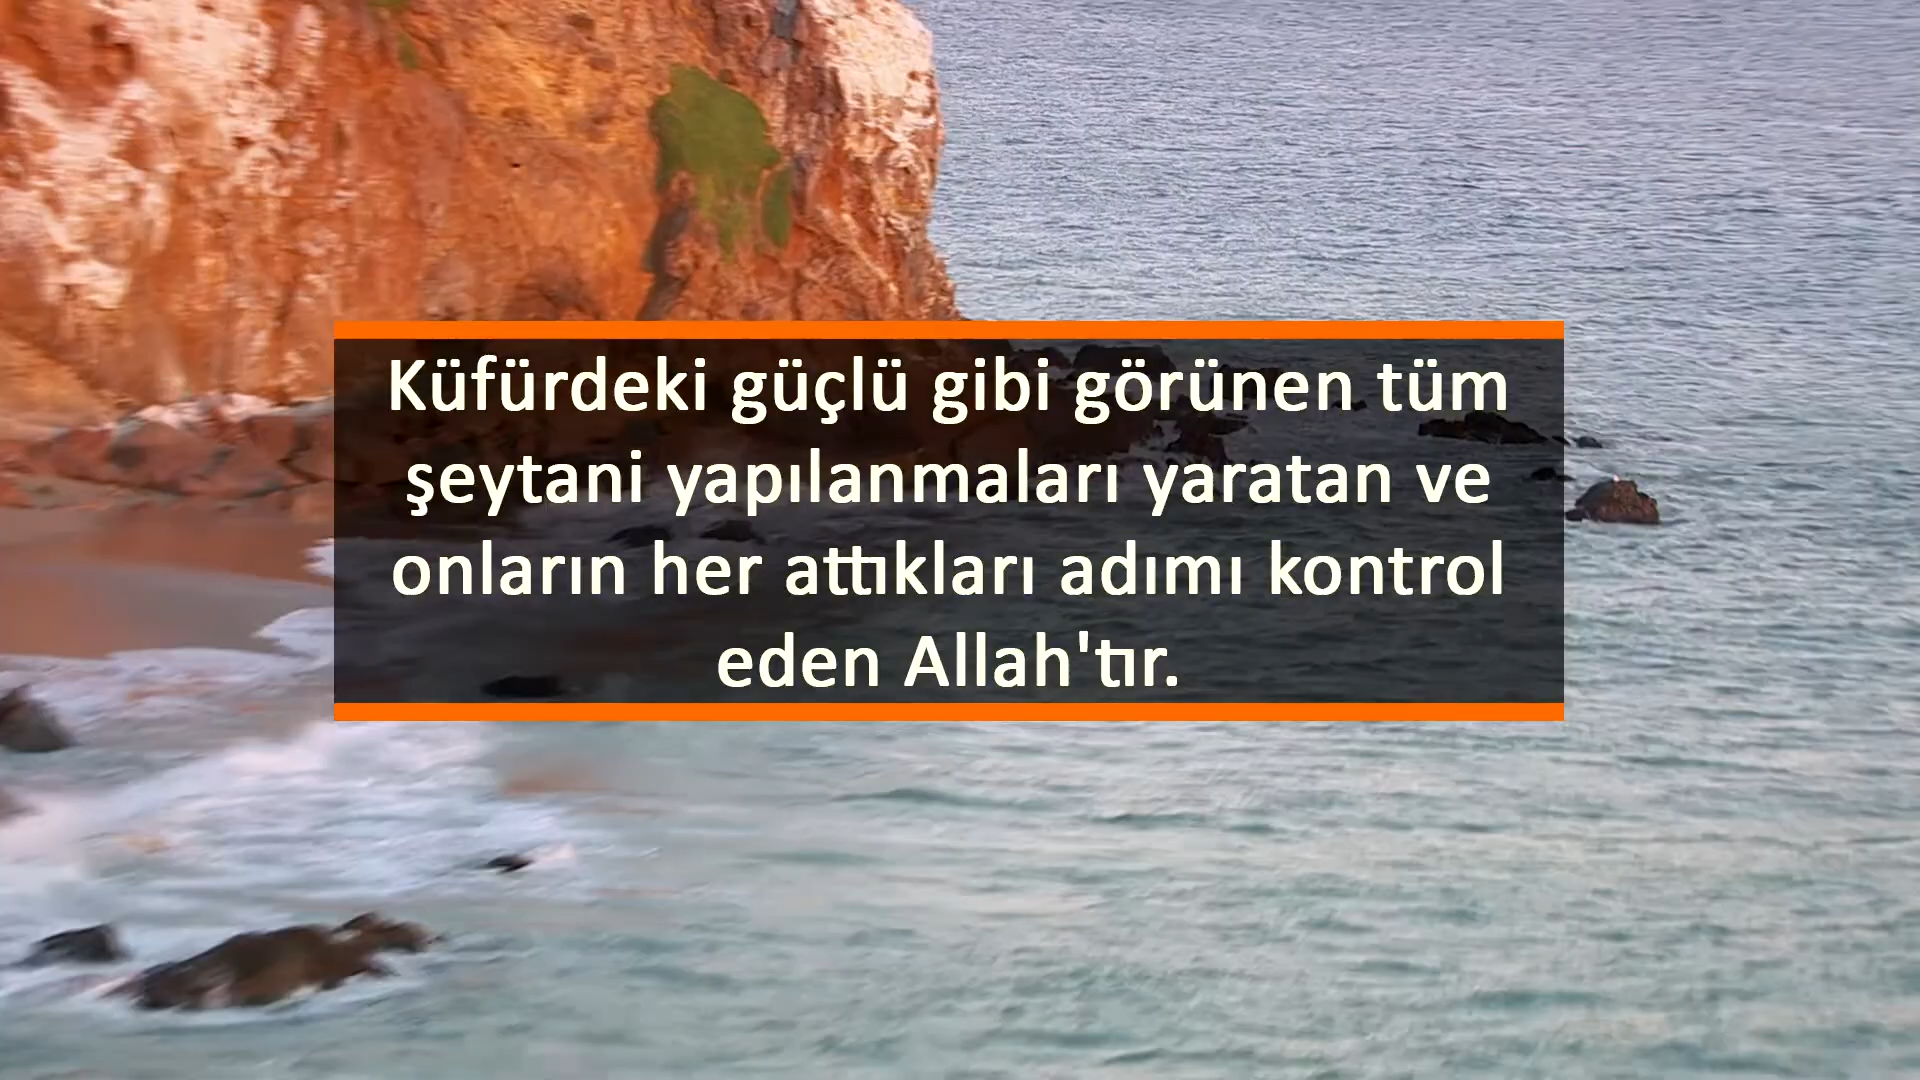 Küfürdeki güçlü gibi görünen tüm
şeytani yapılanmaları yaratan ve
onların her attıkları adımı kontrol
eden Allah'tır.